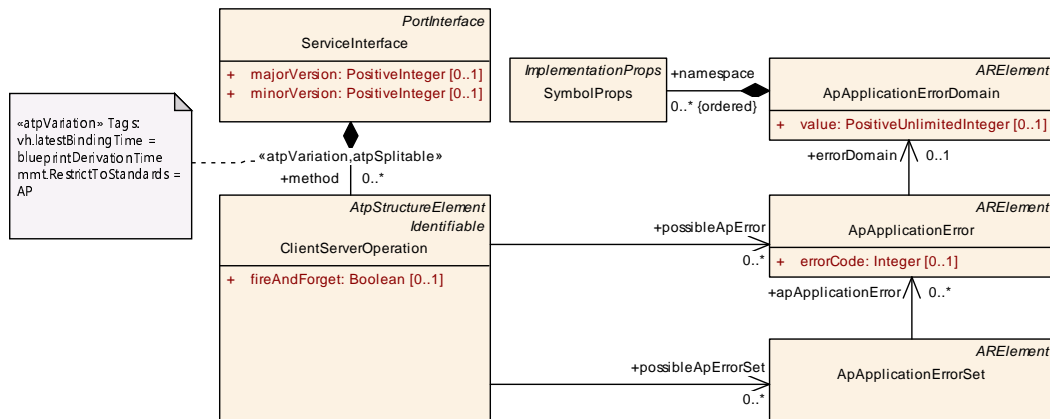 PortInterface
ServiceInterface
+ majorVersion: PositiveInteger [0..1]
+ minorVersion: PositiveInteger [0..1]
ImplementationProps
SymbolProps
+namespace
0..* {ordered}
ARElement
ApApplicationErrorDomain
+ value: PositiveUnlimitedInteger [0..1]
«atpVariation» Tags:
vh.latestBindingTime =
blueprintDerivationTime
mmt.RestrictToStandards =
AP
«atpVariation,atpSplitable»
+method 0..*
+errorDomain 0..1
AtpStructureElement
Identifiable
ClientServerOperation
+ fireAndForget: Boolean [0..1]
+possibleApError
0..*
ARElement
ApApplicationError
+ errorCode: Integer [0..1]
+apApplicationError 0..*
+possibleApErrorSet
0..*
ARElement
ApApplicationErrorSet